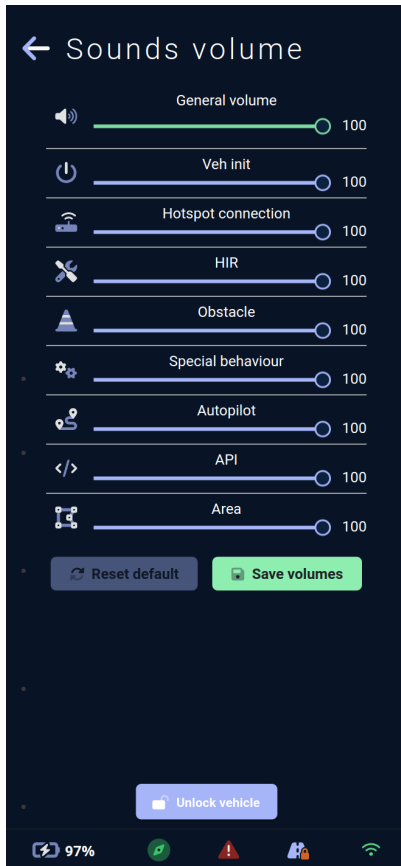 Sounds volume
General volume
100
Veh init
100
Hotspot connection
100
HIR
100
Obstacle
100
Special behaviour
100
Autopilot
100
API
100
Area
100
Reset default
Save volumes
Unlock vehicle
97%